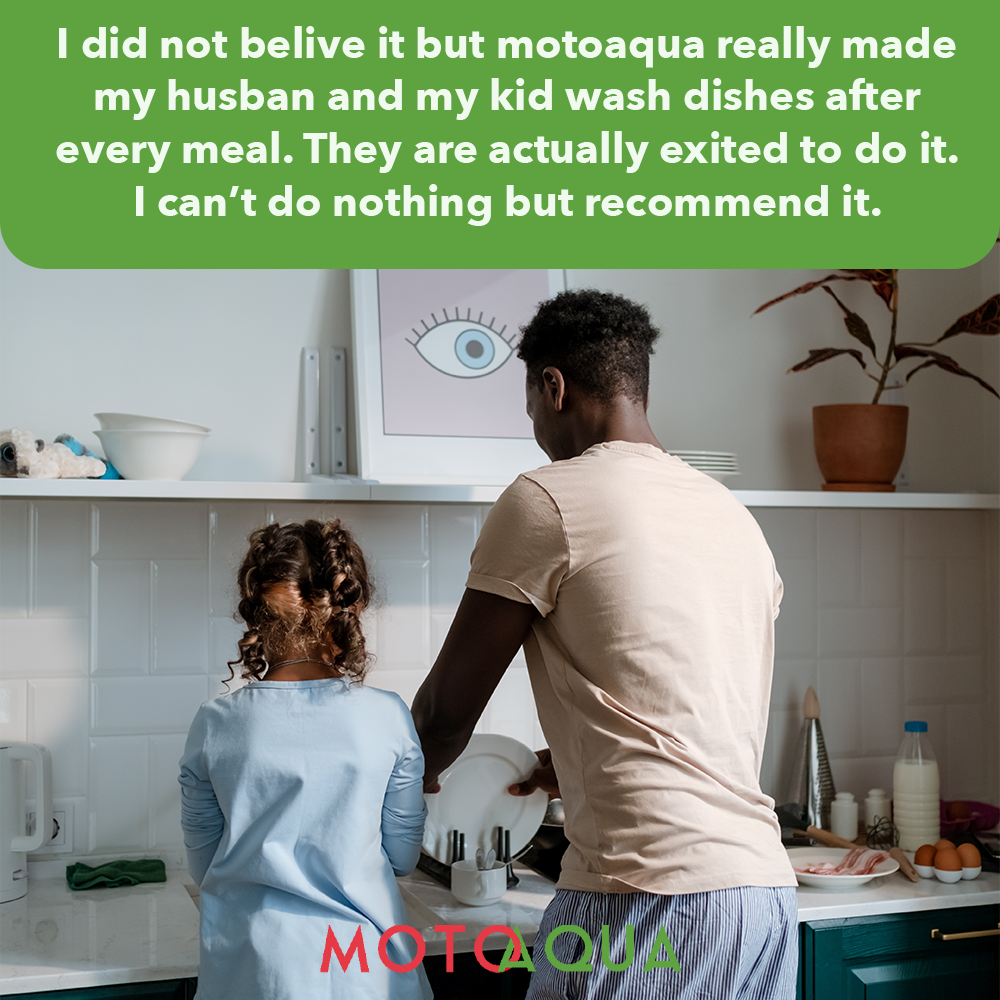 I did not belive it but motoaqua really made
my husban and my kid wash dishes after
every meal. They are actually exited to do it.
I can’t do nothing but recommend it.
MOTOAQUA